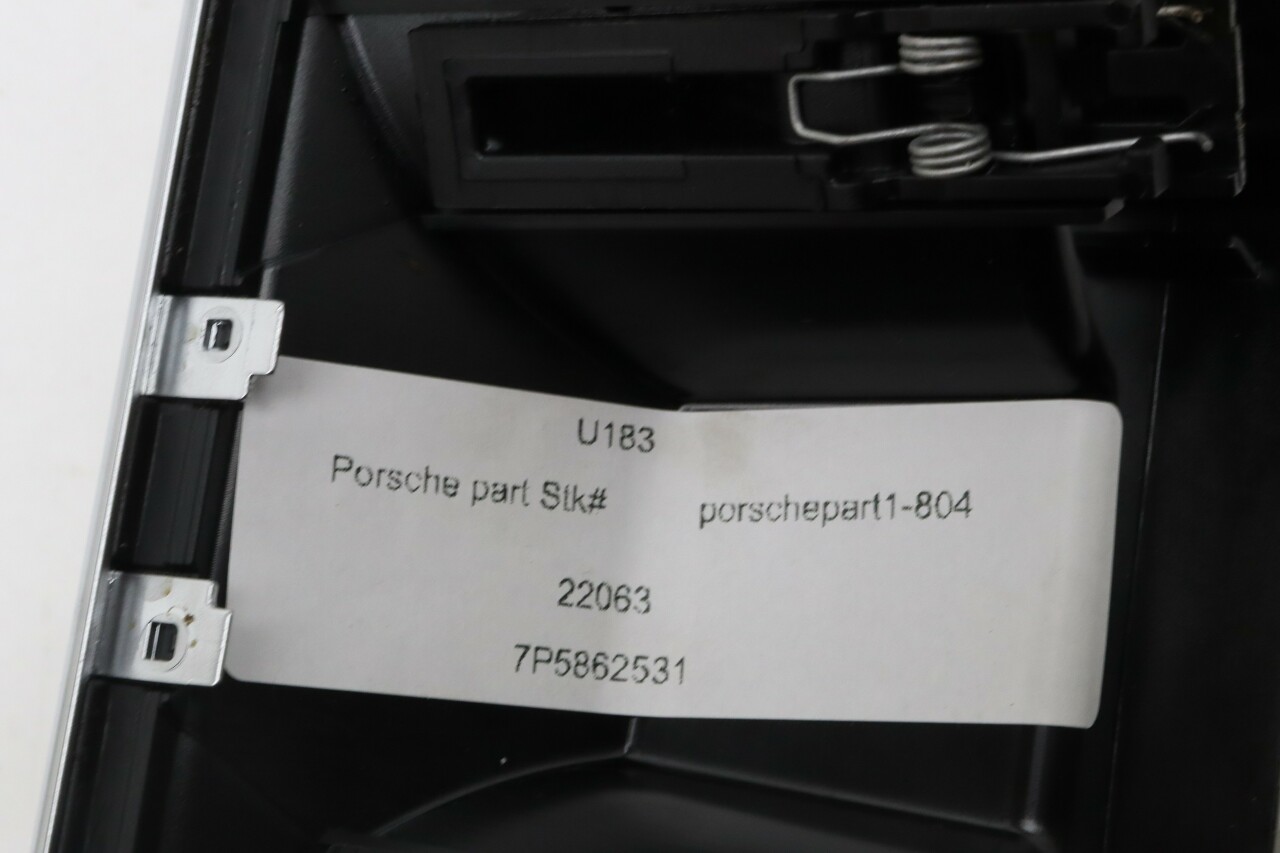 U183
Porsche part Stk# porschepart1-804
22063
7P5862531